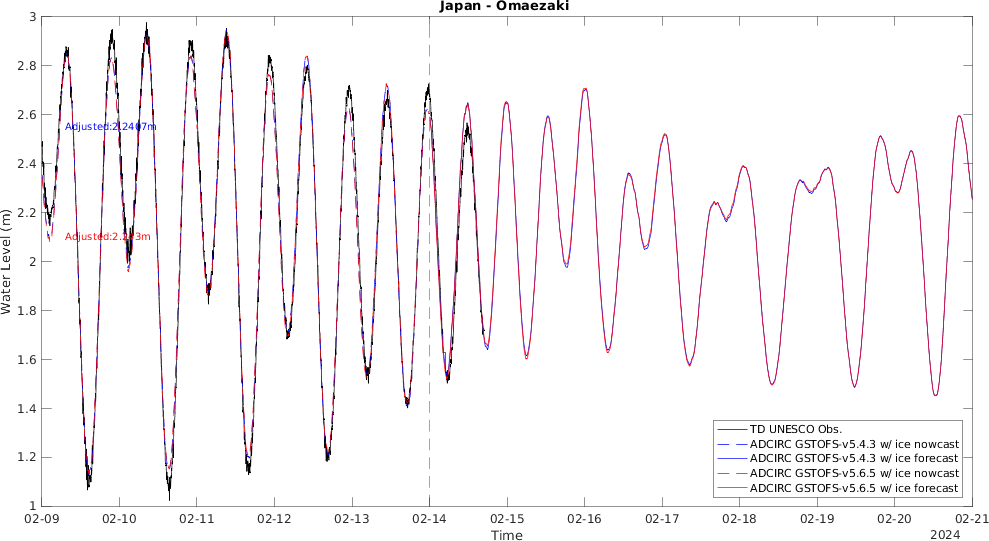 Japan - Omaezaki
3
2.8
2.6
2.4
2.2
2
1.8
1.6
1.4
1.2
1
Water Level (m)
Adjusted:2.2407m
Adjusted:2.223m
TD UNESCO Obs.
ADCIRC GSTOFS-v5.4.3 w/ ice nowcast
ADCIRC GSTOFS-v5.4.3 w/ ice forecast
ADCIRC GSTOFS-v5.6.5 w/ ice nowcast
ADCIRC GSTOFS-v5.6.5 w/ ice forecast
02-09 02-10 02-11 02-12 02-13 02-14 02-15 02-16 02-17 02-18 02-19 02-20 02-21
Time
2024